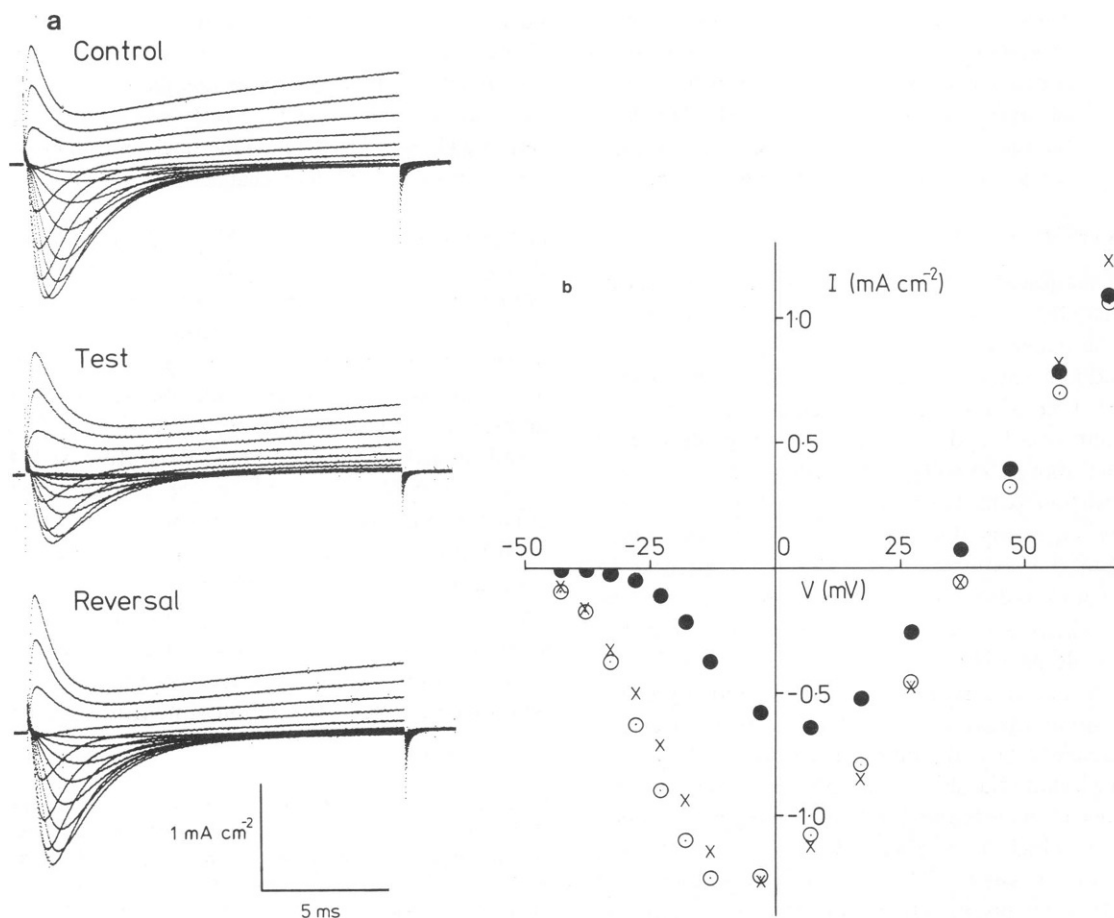 a
Control
Test
Reversal
1 mA cm⁻²
5 ms
b
I (mA cm⁻²)
1·0
0·5
-50
-25
0
25
50
V (mV)
-0·5
-1·0